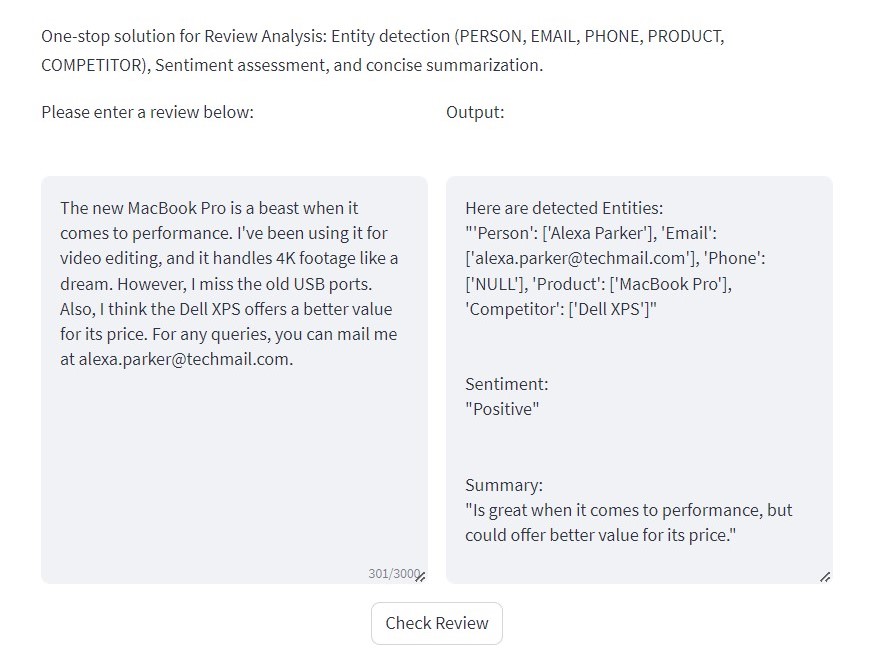 One-stop solution for Review Analysis: Entity detection (PERSON, EMAIL, PHONE, PRODUCT,
COMPETITOR), Sentiment assessment, and concise summarization.
Please enter a review below:
The new MacBook Pro is a beast when it
comes to performance. I've been using it for
video editing, and it handles 4K footage like a
dream. However, I miss the old USB ports.
Also, I think the Dell XPS offers a better value
for its price. For any queries, you can mail me
at alexa.parker@techmail.com.
301/3000
Output:
Here are detected Entities:
"'Person': ['Alexa Parker'], 'Email':
['alexa.parker@techmail.com'], 'Phone':
['NULL'], 'Product': ['MacBook Pro'],
'Competitor': ['Dell XPS']"
Sentiment:
"Positive"
Summary:
"Is great when it comes to performance, but
could offer better value for its price."
Check Review